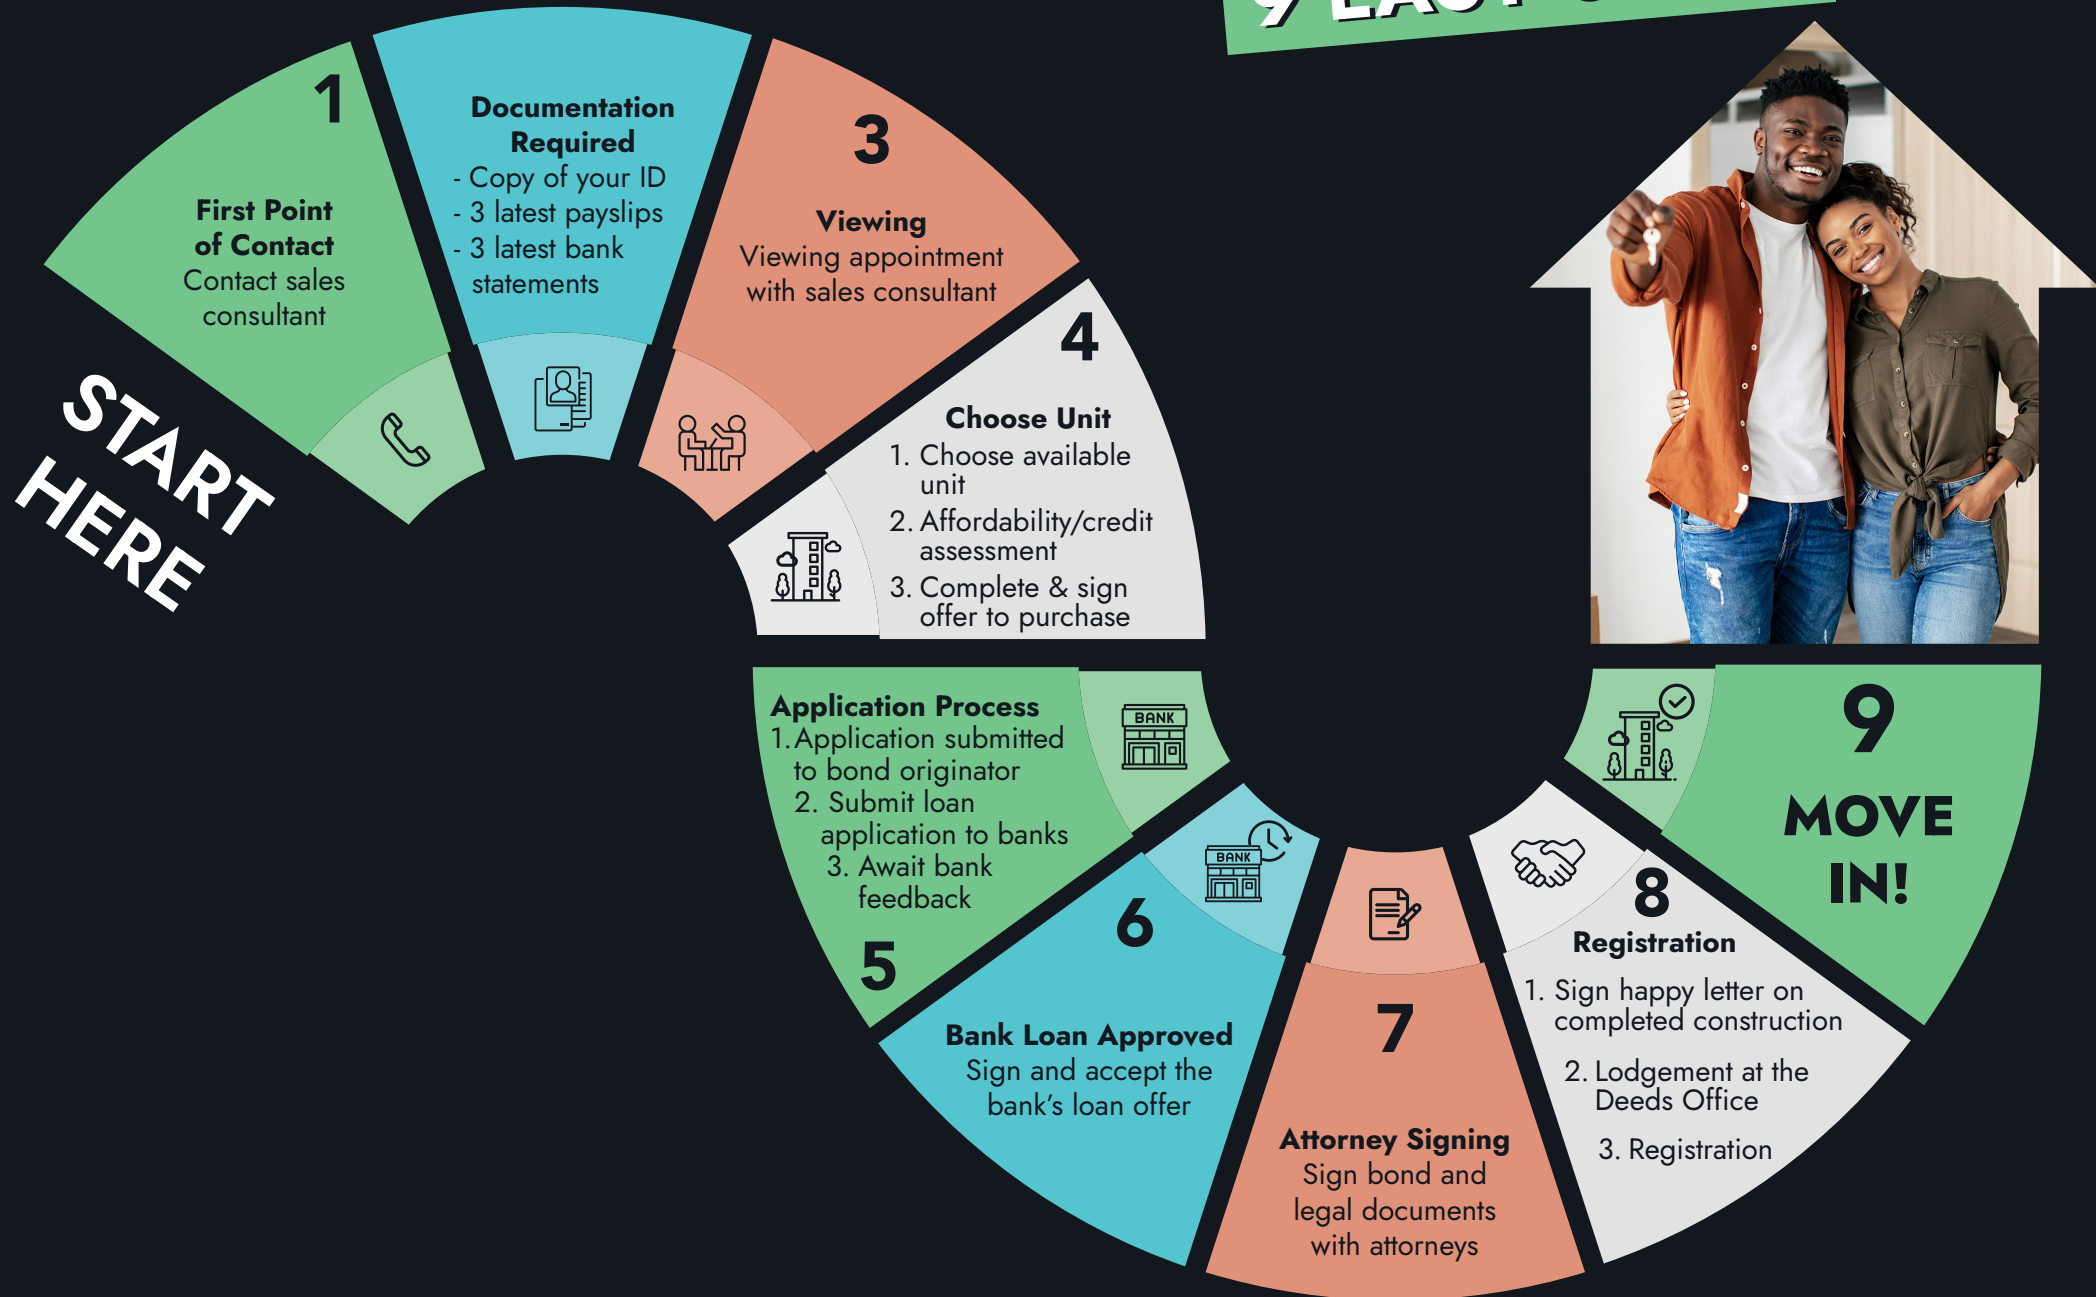 9 EASY
START
HERE
1
First Point
of Contact
Contact sales
consultant
Documentation
Required
- Copy of your ID
- 3 latest payslips
- 3 latest bank
statements
3
Viewing
Viewing appointment
with sales consultant
4
Choose Unit
1. Choose available
unit
2. Affordability/credit
assessment
3. Complete & sign
offer to purchase
Application Process
1. Application submitted
to bond originator
2. Submit loan
application to banks
3. Await bank
feedback
5
BANK
6
BANK
Bank Loan Approved
Sign and accept the
bank’s loan offer
7
Attorney Signing
Sign bond and
legal documents
with attorneys
8
Registration
1. Sign happy letter on
completed construction
2. Lodgement at the
Deeds Office
3. Registration
9
MOVE
IN!